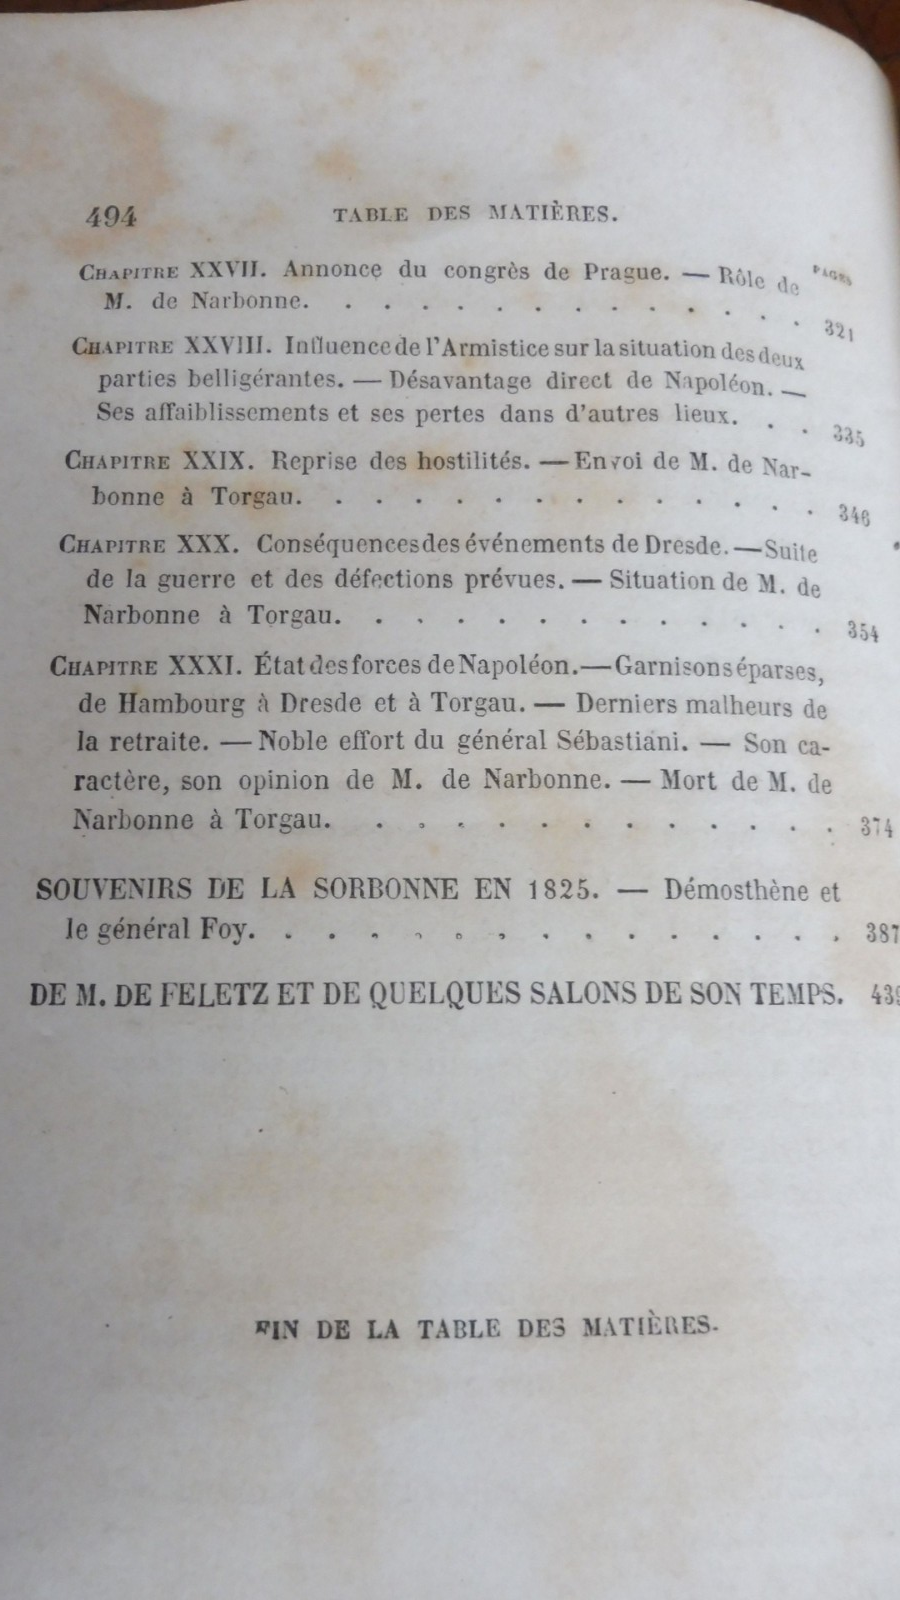 494 TABLE DES MATIÈRES.
PAGES
CHAPITRE XXVII. Annonce du congrès de Prague. — Rôle de
M. de Narbonne. . . . . . . . . . . . . . 321
CHAPITRE XXVIII. Influence de l'Armistice sur la situation des deux
parties belligérantes. — Désavantage direct de Napoléon. —
Ses affaiblissements et ses pertes dans d'autres lieux. . . 335
CHAPITRE XXIX. Reprise des hostilités. — Envoi de M. de Nar-
bonne à Torgau. . . . . . . . . . . . . . 346
CHAPITRE XXX. Conséquences des événements de Dresde. — Suite
de la guerre et des défections prévues. — Situation de M. de
Narbonne à Torgau. . . . . . . . . . . . . 354
CHAPITRE XXXI. État des forces de Napoléon. — Garnisons éparses,
de Hambourg à Dresde et à Torgau. — Derniers malheurs de
la retraite. — Noble effort du général Sébastiani. — Son ca-
ractère, son opinion de M. de Narbonne. — Mort de M. de
Narbonne à Torgau. . . . . . . . . . . . . 374
SOUVENIRS DE LA SORBONNE EN 1825. — Démosthène et
le général Foy. . . . . . . . . . . . . . . 387
DE M. DE FELETZ ET DE QUELQUES SALONS DE SON TEMPS. 439
FIN DE LA TABLE DES MATIÈRES.